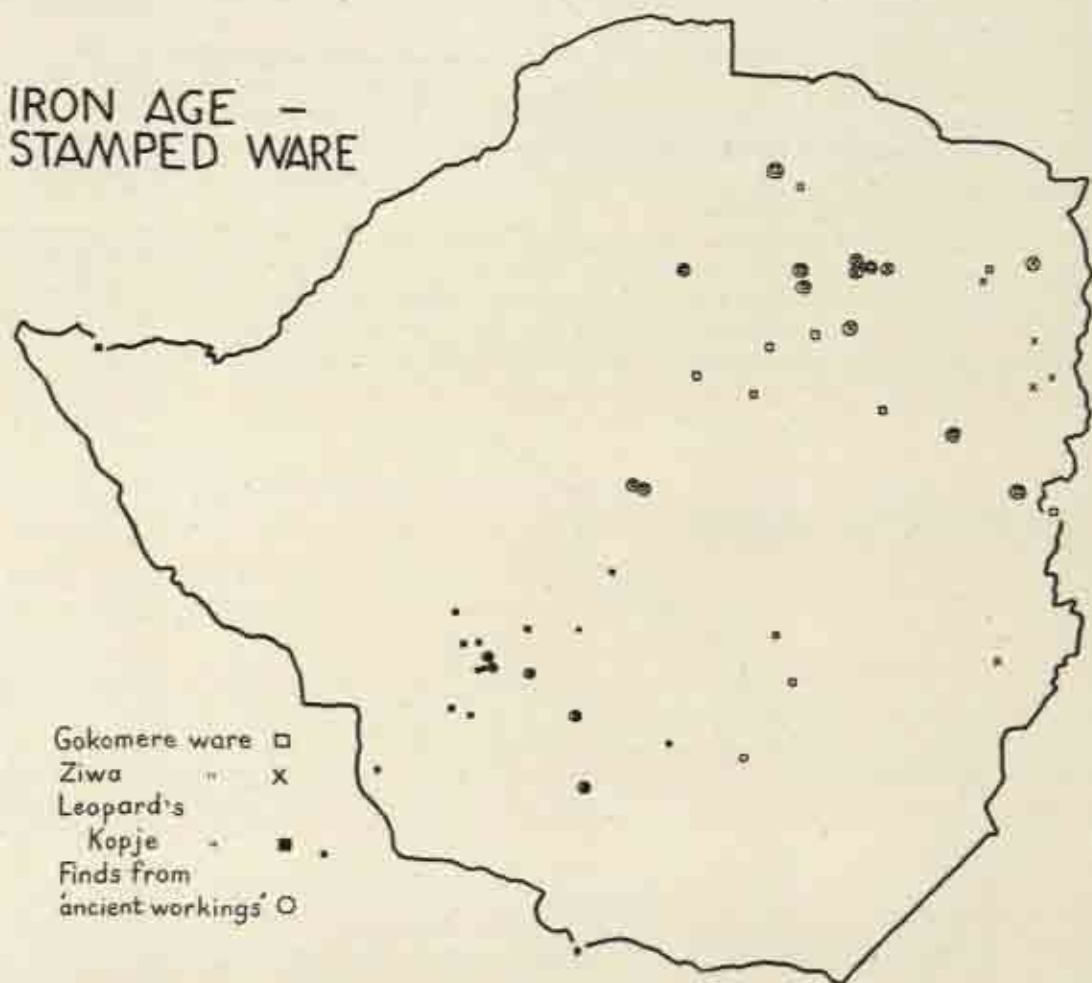 IRON AGE –
STAMPED WARE
Gokomere ware □
Ziwa " x
Leopard's
Kopje " ■
Finds from
'ancient workings' O